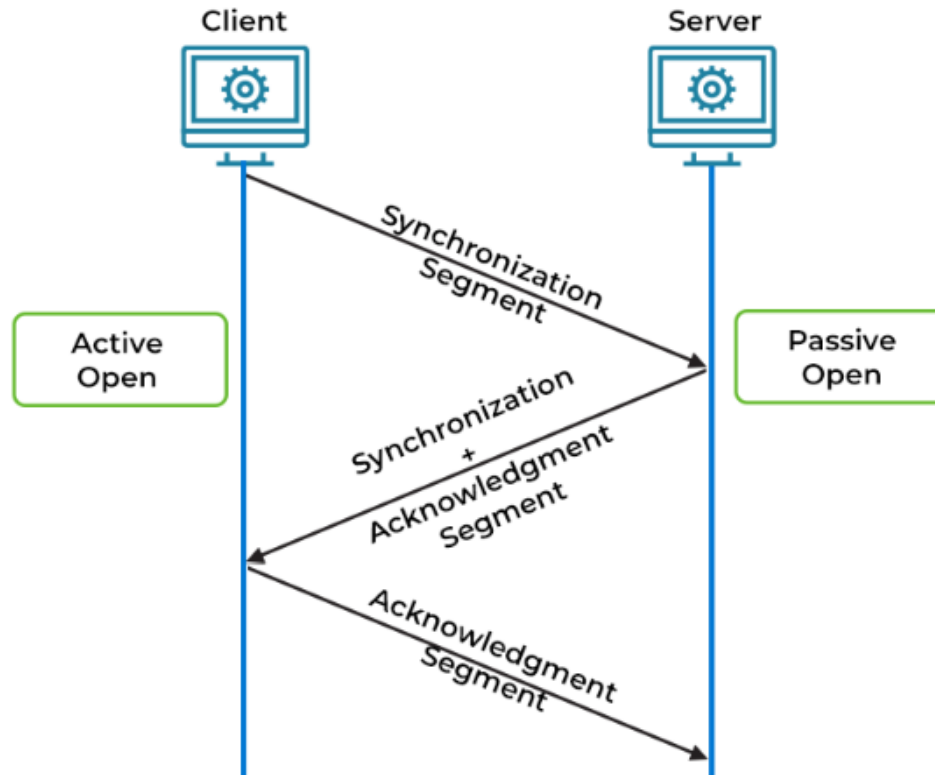 Client
Server
Synchronization
Segment
Active
Open
Passive
Open
Synchronization
+
Acknowledgment
Segment
Acknowledgment
Segment